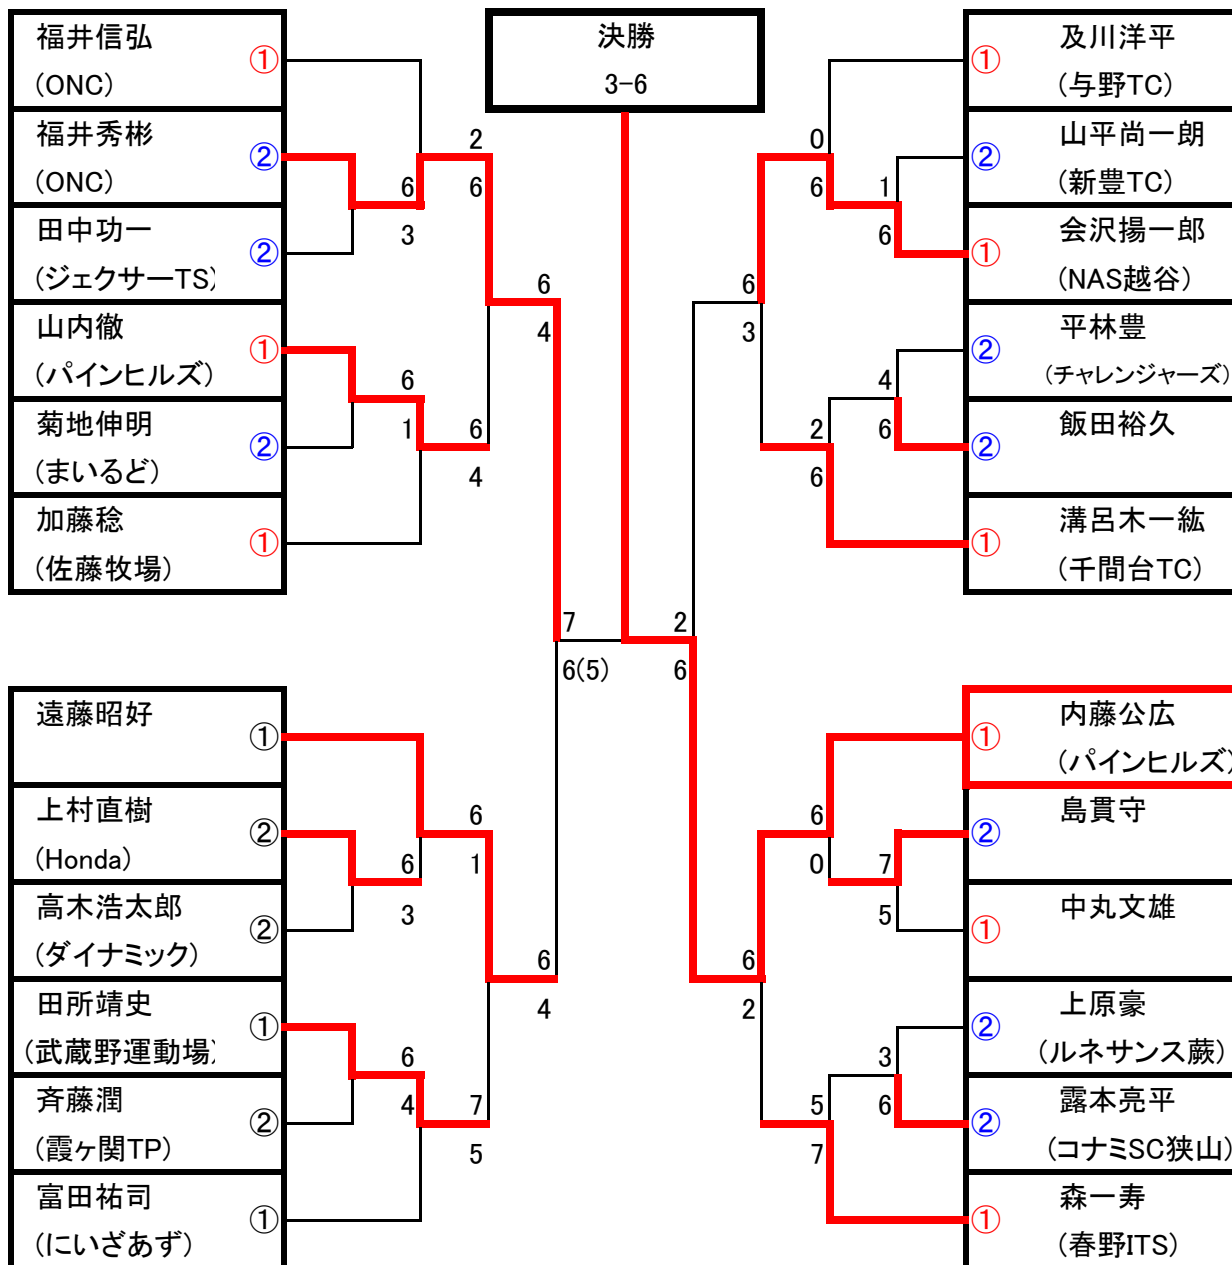 福井信弘
(ONC)
①
福井秀彬
(ONC)
②
田中功一
(ジェクサーTS)
②
山内徹
(パインヒルズ)
①
菊地伸明
(まいるど)
②
加藤稔
(佐藤牧場)
①
6
3
2
6
6
1
6
4
6
4
決勝
3-6
及川洋平
(与野TC)
①
山平尚一朗
(新豊TC)
②
会沢揚一郎
(NAS越谷)
①
平林豊
(チャレンジャーズ)
②
飯田裕久
②
溝呂木一紘
(千間台TC)
①
0
6
1
6
6
3
4
6
2
6
7
6(5)
2
6
遠藤昭好
①
上村直樹
(Honda)
②
高木浩太郎
(ダイナミック)
②
田所靖史
(武蔵野運動場)
①
斉藤潤
(霞ヶ関TP)
②
富田祐司
(にいざあず)
①
6
1
6
3
6
4
6
4
7
5
内藤公広
(パインヒルズ)
①
島貫守
②
中丸文雄
①
上原豪
(ルネサンス蕨)
②
露本亮平
(コナミSC狭山)
②
森一寿
(春野ITS)
①
6
0
7
5
6
2
3
6
5
7